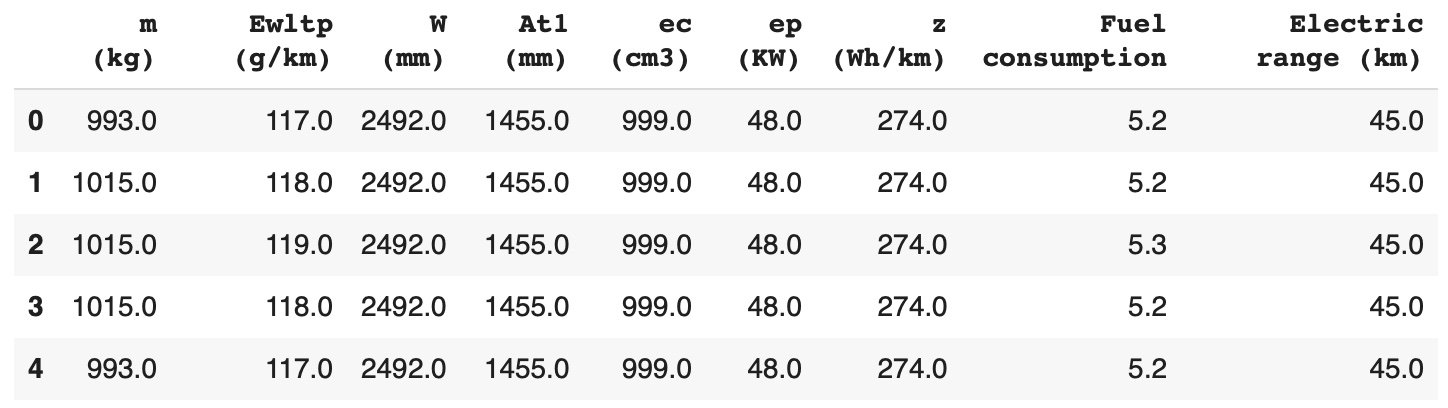 m Ewltp W At1 ec ep z Fuel Electric
(kg) (g/km) (mm) (mm) (cm3) (KW) (Wh/km) consumption range (km)
0 993.0 117.0 2492.0 1455.0 999.0 48.0 274.0 5.2 45.0
1 1015.0 118.0 2492.0 1455.0 999.0 48.0 274.0 5.2 45.0
2 1015.0 119.0 2492.0 1455.0 999.0 48.0 274.0 5.3 45.0
3 1015.0 118.0 2492.0 1455.0 999.0 48.0 274.0 5.2 45.0
4 993.0 117.0 2492.0 1455.0 999.0 48.0 274.0 5.2 45.0